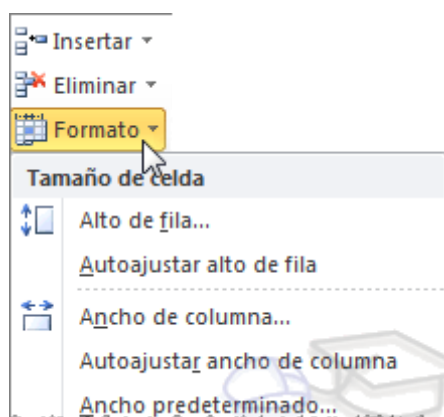 Insertar
Eliminar
Formato
Tamaño de celda
Alto de fila...
Autoajustar alto de fila
Ancho de columna...
Autoajustar ancho de columna
Ancho predeterminado...